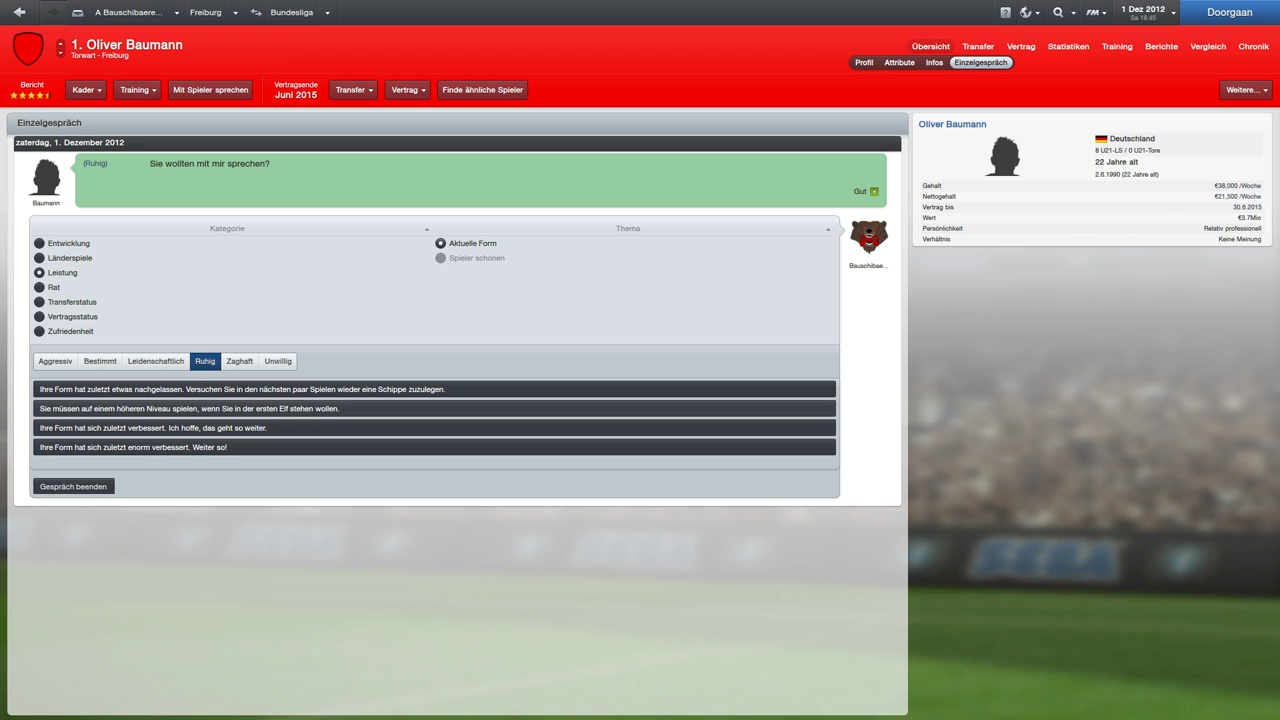 A Bauschibaere...
Freiburg
Bundesliga
FM
1 Dez 2012
Sa 18:45
Doorgaan
1. Oliver Baumann
Torwart - Freiburg
Übersicht
Transfer
Vertrag
Statistiken
Training
Berichte
Vergleich
Chronik
Profil
Attribute
Infos
Einzelgespräch
Bericht
Kader
Training
Mit Spieler sprechen
Vertragsende
Juni 2015
Transfer
Vertrag
Finde ähnliche Spieler
Weitere...
Einzelgespräch
zaterdag, 1. Dezember 2012
Baumann
(Ruhig)
Sie wollten mit mir sprechen?
Gut
Kategorie
Thema
Entwicklung
Länderspiele
Leistung
Rat
Transferstatus
Vertragsstatus
Zufriedenheit
Aktuelle Form
Spieler schonen
Bauschibae...
Aggressiv
Bestimmt
Leidenschaftlich
Ruhig
Zaghaft
Unwillig
Ihre Form hat zuletzt etwas nachgelassen. Versuchen Sie in den nächsten paar Spielen wieder eine Schippe zuzulegen.
Sie müssen auf einem höheren Niveau spielen, wenn Sie in der ersten Elf stehen wollen.
Ihre Form hat sich zuletzt verbessert. Ich hoffe, das geht so weiter.
Ihre Form hat sich zuletzt enorm verbessert. Weiter so!
Gespräch beenden
Oliver Baumann
Deutschland
8 U21-LS / 0 U21-Tore
22 Jahre alt
2.6.1990 (22 Jahre alt)
Gehalt €38,000 /Woche
Nettogehalt €21,500 /Woche
Vertrag bis 30.6.2015
Wert €3.7Mio
Persönlichkeit Relativ professionell
Verhältnis Keine Meinung
SEGA
SEGA
SEGA